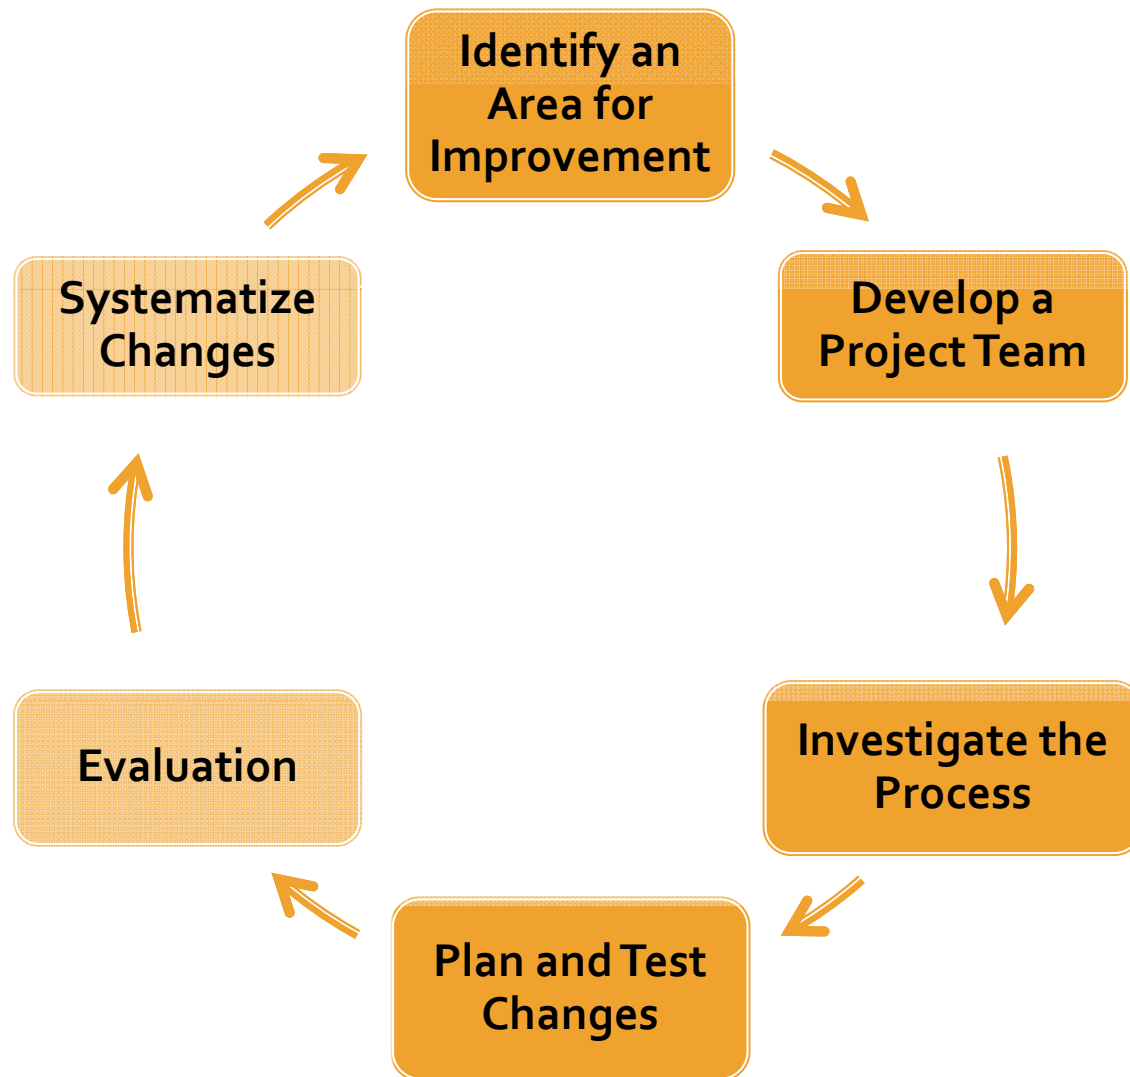 Identify an
Area for
Improvement
Develop a
Project Team
Investigate the
Process
Plan and Test
Changes
Evaluation
Systematize
Changes